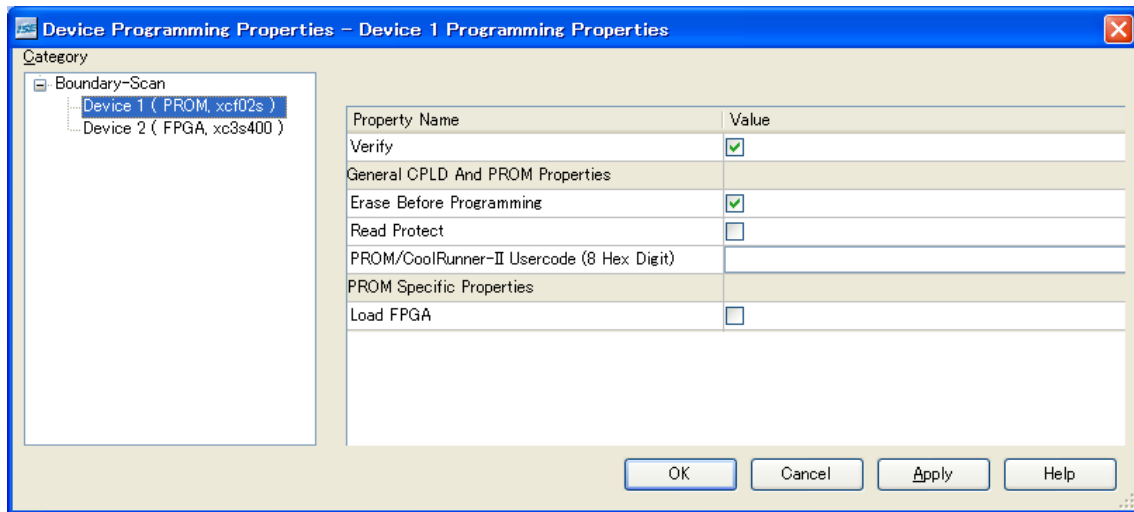 ISE Device Programming Properties - Device 1 Programming Properties
Category
Boundary-Scan
Device 1 ( PROM, xcf02s )
Device 2 ( FPGA, xc3s400 )
Property Name Value
Verify
General CPLD And PROM Properties
Erase Before Programming
Read Protect
PROM/CoolRunner-II Usercode (8 Hex Digit)
PROM Specific Properties
Load FPGA
OK Cancel Apply Help